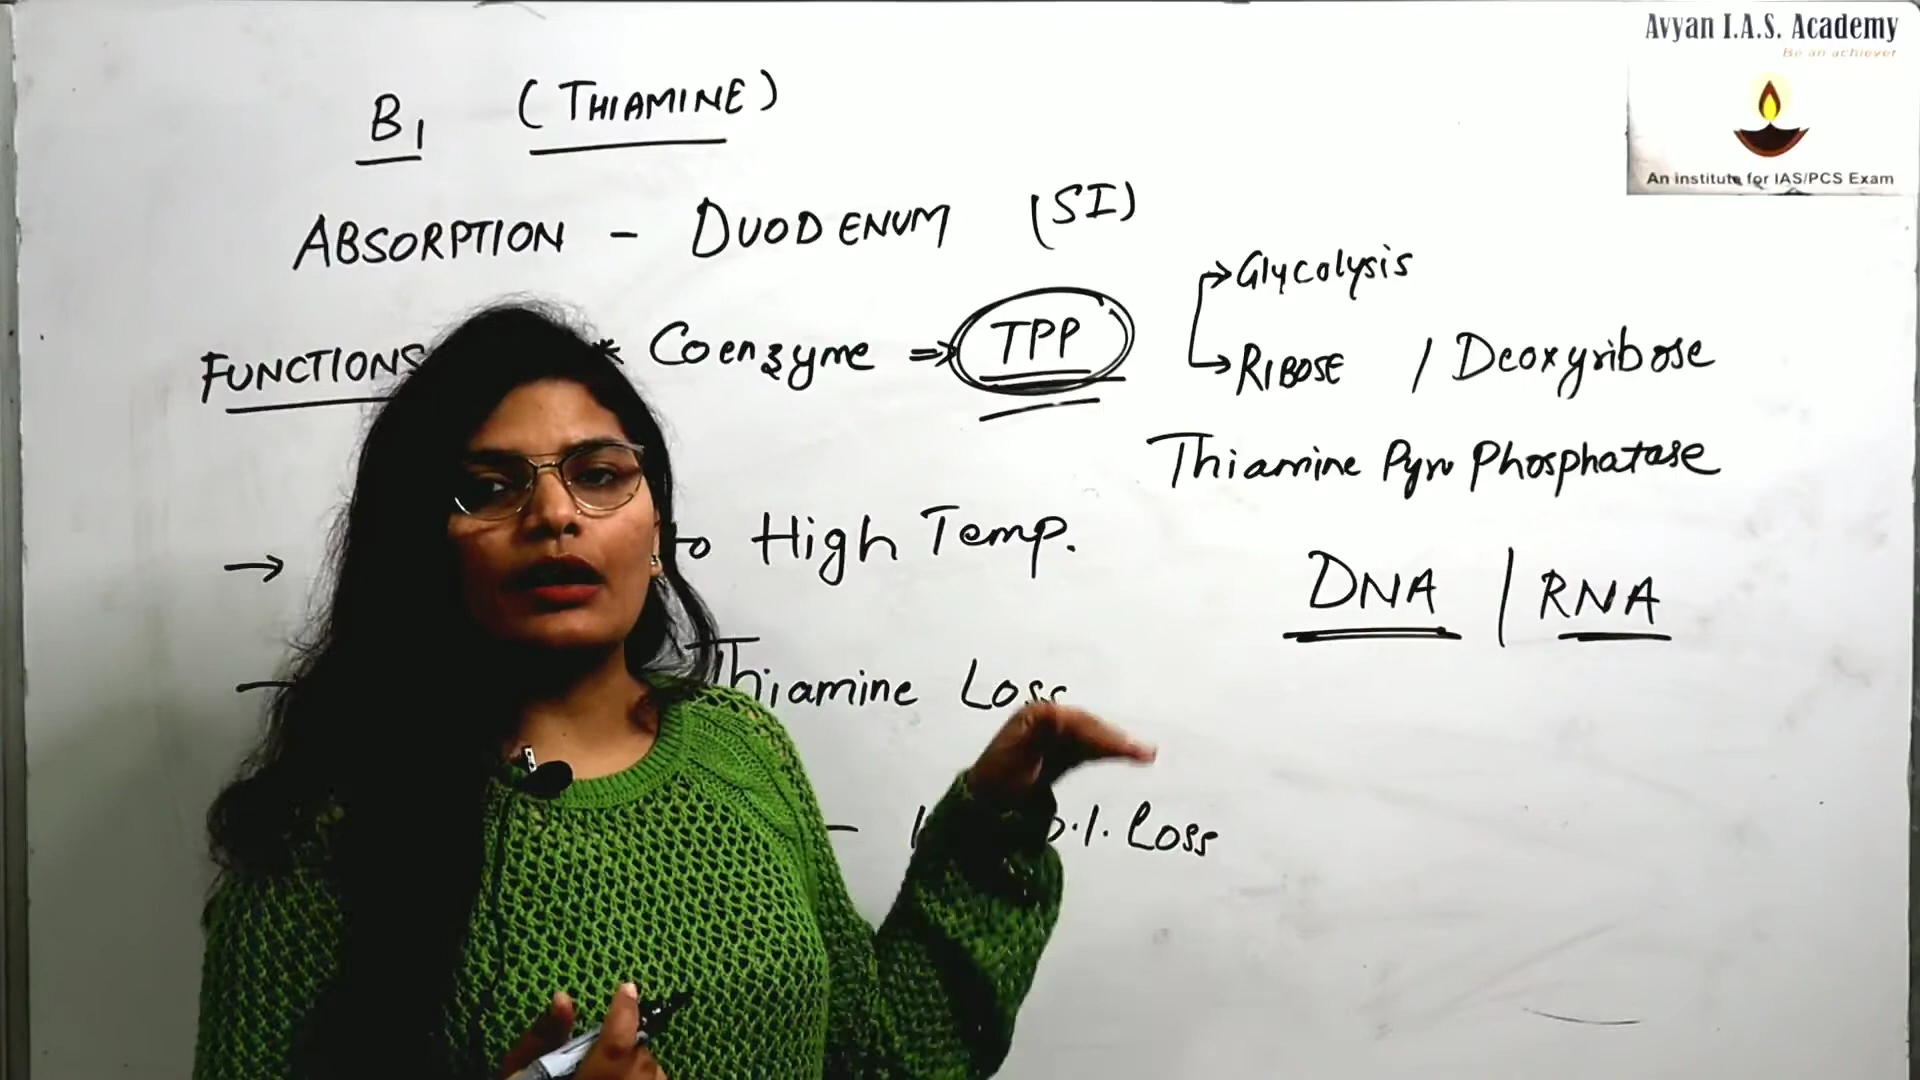 Avyan I.A.S. Academy
Be an achiever
An institute for IAS/PCS Exam
B1 (THIAMINE)
ABSORPTION - DUODENUM (SI)
FUNCTIONS * Coenzyme => TPP
→ Glycolysis
→ RIBOSE / Deoxyribose
Thiamine Pyro Phosphatase
→ to High Temp.
DNA / RNA
Thiamine Loss
Loss